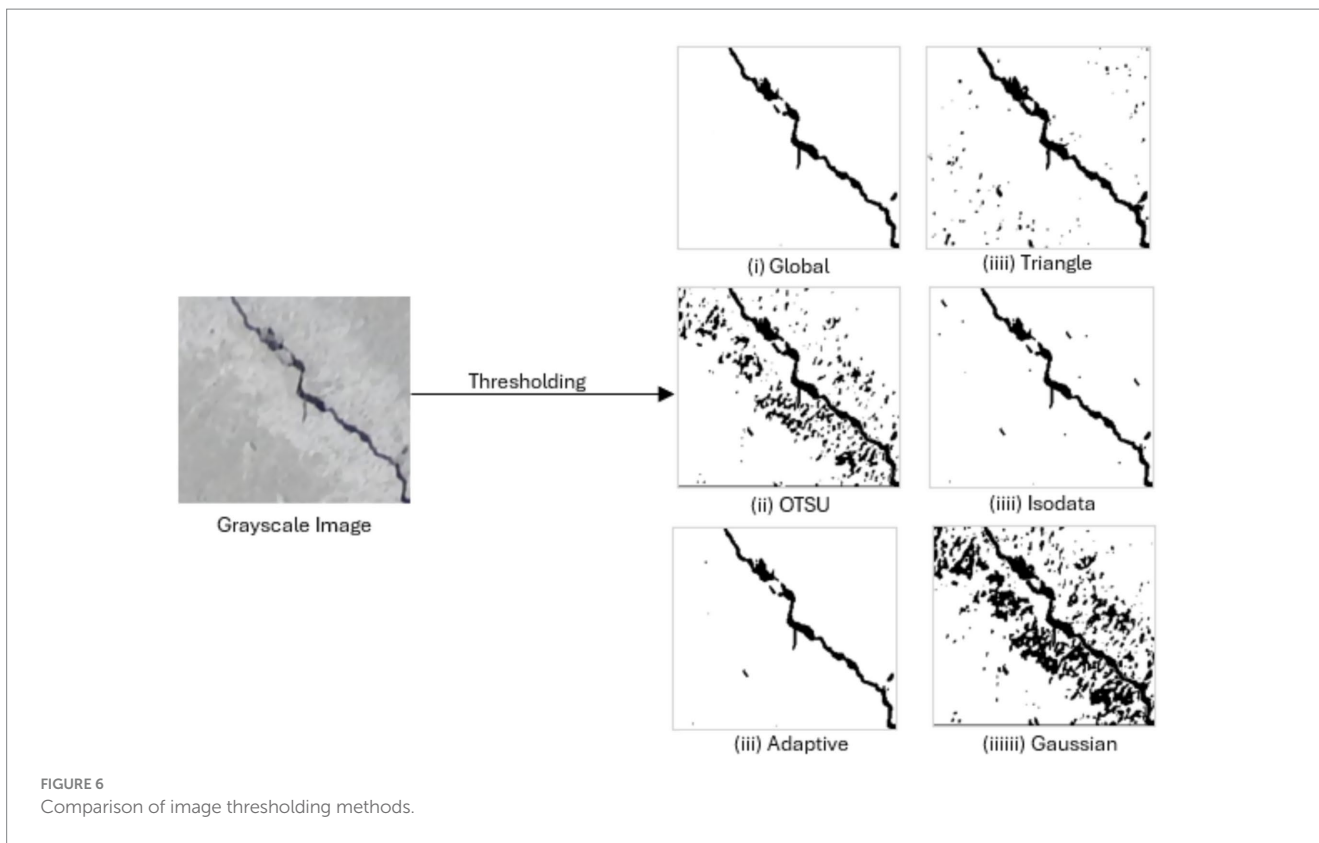 (i) Global
(iiii) Triangle
Thresholding
(ii) OTSU
(iiii) Isodata
Grayscale Image
(iii) Adaptive
(iiiiii) Gaussian
FIGURE 6
Comparison of image thresholding methods.